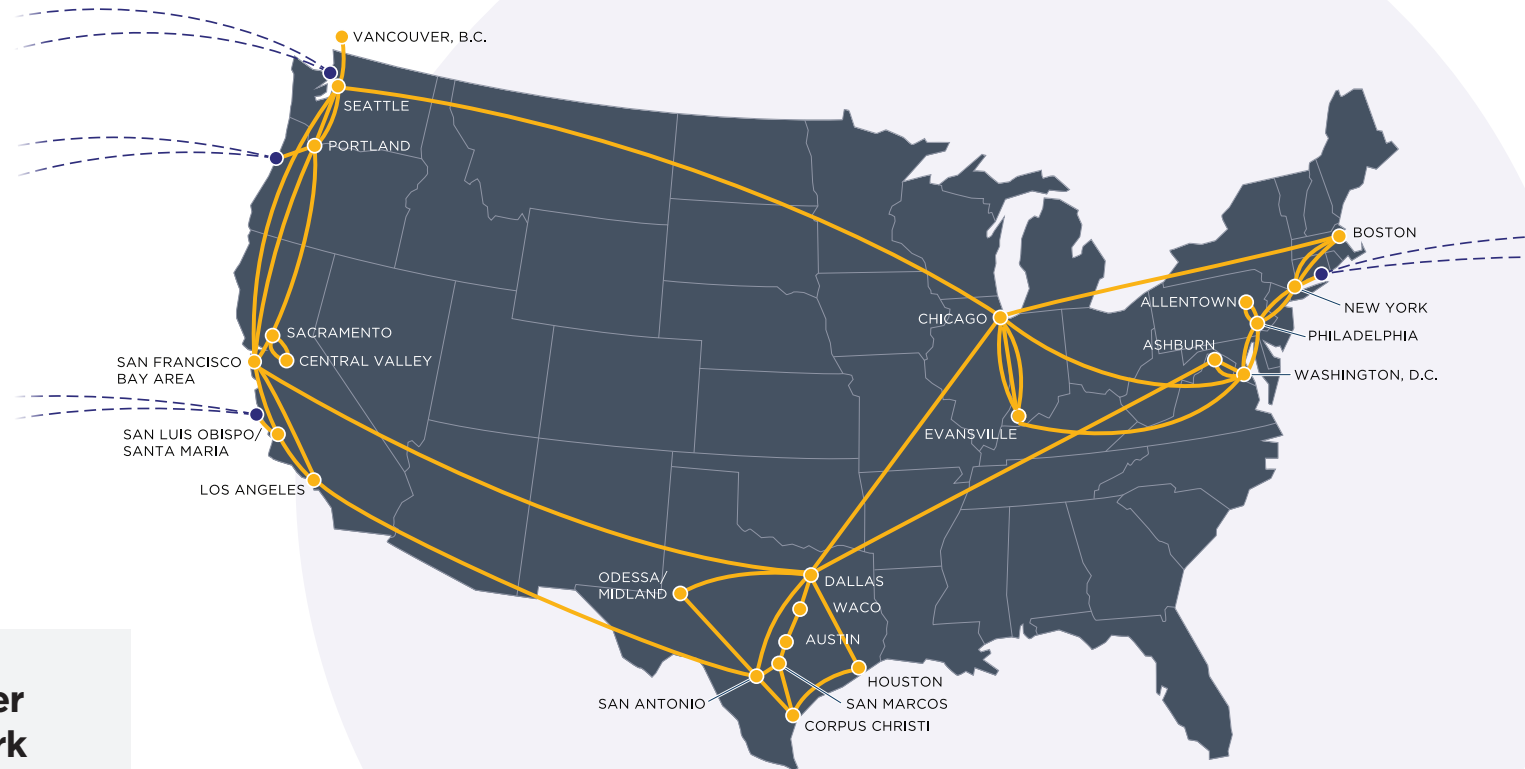 VANCOUVER, B.C.
SEATTLE
PORTLAND
BOSTON
ALLENTOWN
NEW YORK
CHICAGO
PHILADELPHIA
SACRAMENTO
ASHBURN
SAN FRANCISCO
BAY AREA
CENTRAL VALLEY
WASHINGTON, D.C.
SAN LUIS OBISPO/
SANTA MARIA
EVANSVILLE
LOS ANGELES
ODESSA/
MIDLAND
DALLAS
WACO
AUSTIN
HOUSTON
SAN ANTONIO
SAN MARCOS
CORPUS CHRISTI
er
rk